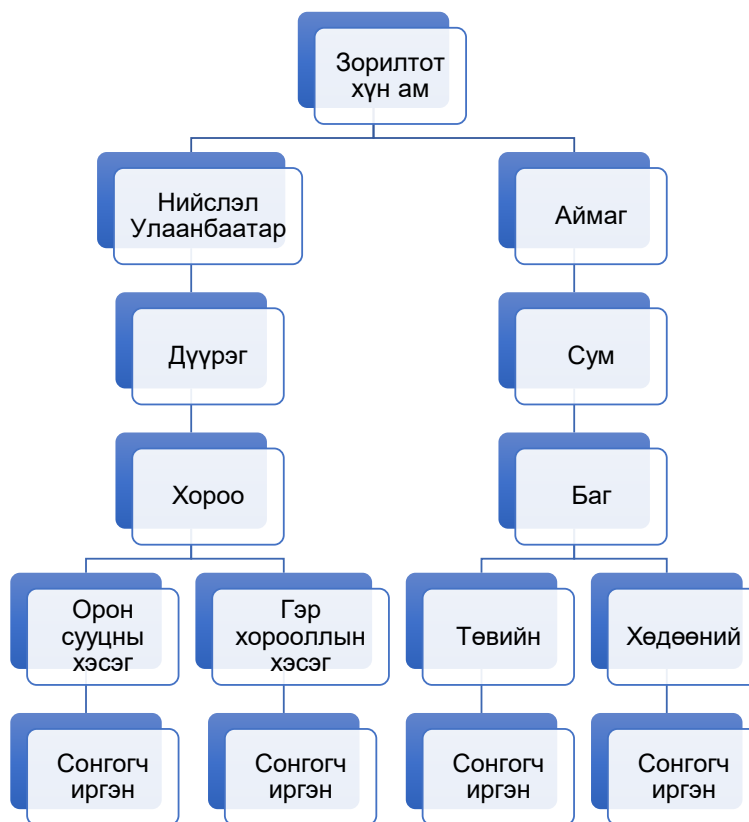 Зорилтот
хүн ам
Нийслэл
Улаанбаатар
Аймаг
Дүүрэг
Сум
Хороо
Баг
Орон
сууцны
хэсэг
Гэр
хорооллын
хэсэг
Төвийн
Хөдөөний
Сонгогч
иргэн
Сонгогч
иргэн
Сонгогч
иргэн
Сонгогч
иргэн